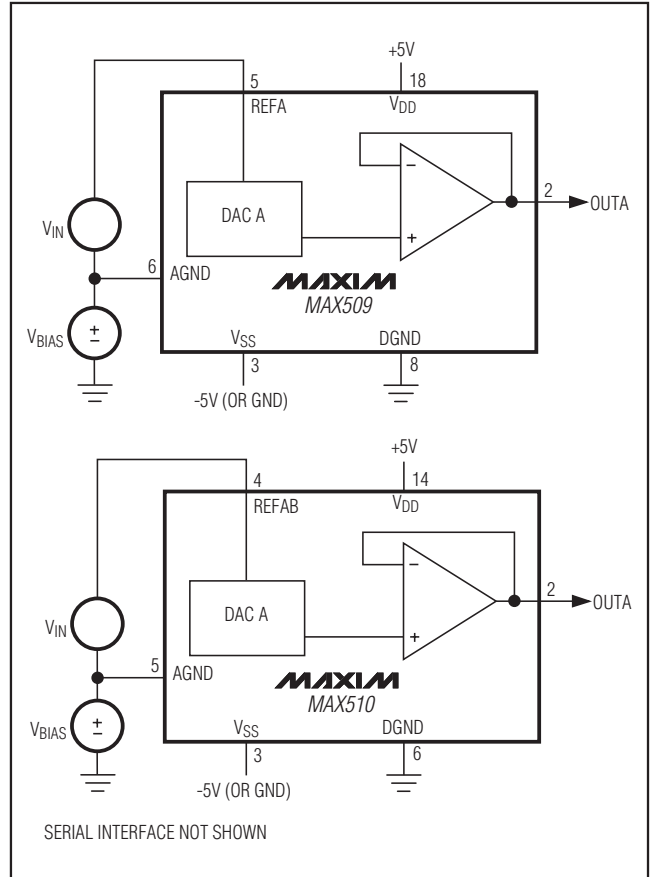 +5V
5
18
REFA
VDD
−
2
DAC A
OUTA
VIN
+
6
AGND
MAXIM
MAX509
+
−
VBIAS
VSS
DGND
3
8
-5V (OR GND)
+5V
4
14
REFAB
VDD
−
2
DAC A
OUTA
VIN
+
5
AGND
MAXIM
MAX510
+
−
VBIAS
VSS
DGND
3
6
-5V (OR GND)
SERIAL INTERFACE NOT SHOWN